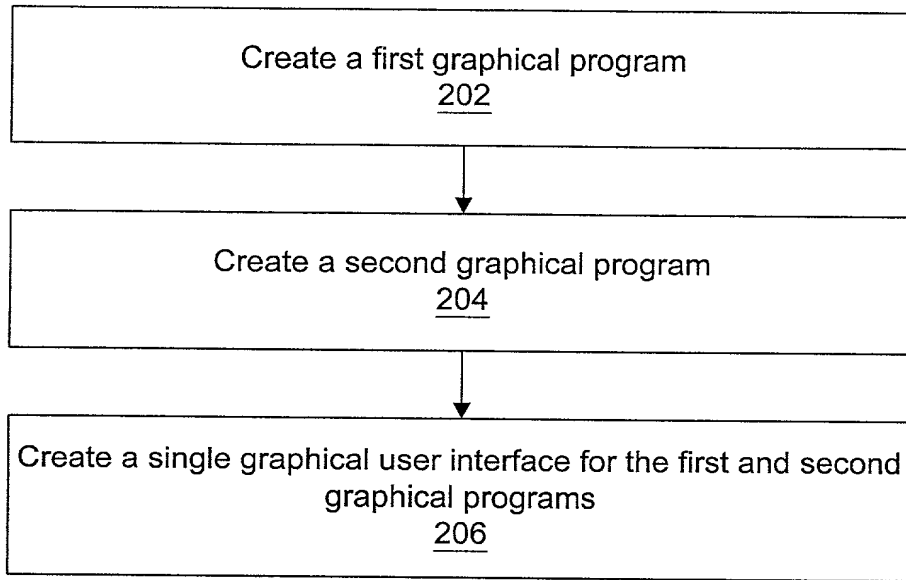 Create a first graphical program
202
Create a second graphical program
204
Create a single graphical user interface for the first and second
graphical programs
206